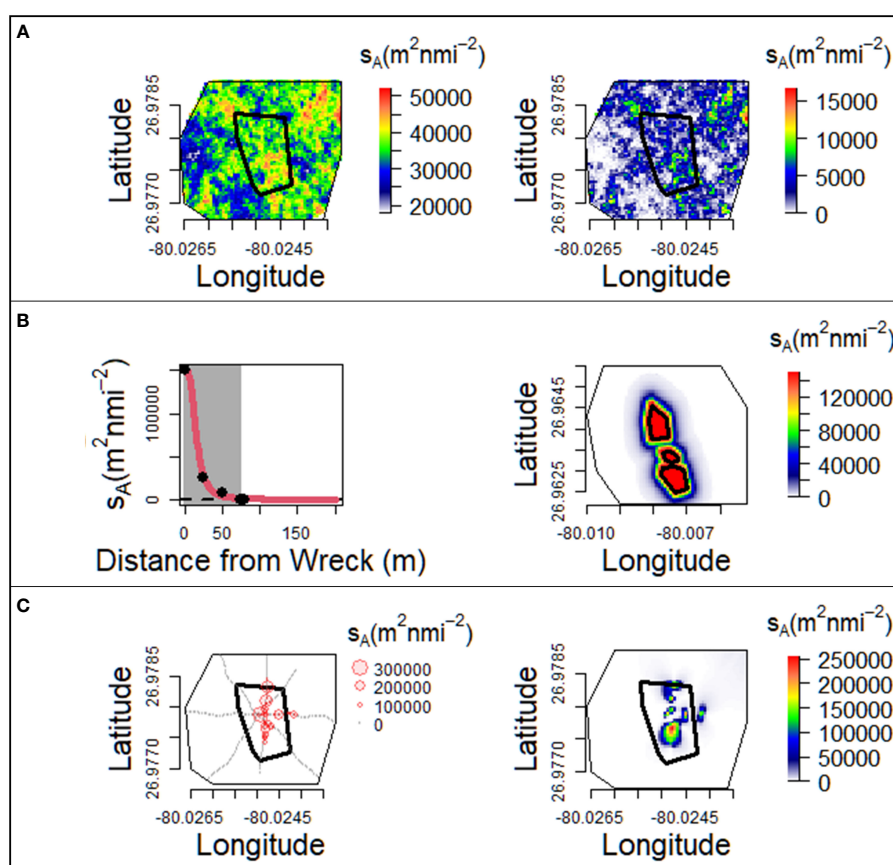 A
sA(m²nmi⁻²)
Latitude
26.9785
26.9770
50000
40000
30000
20000
-80.0265
-80.0245
Longitude
sA(m²nmi⁻²)
Latitude
26.9785
26.9770
15000
10000
5000
0
-80.0265
-80.0245
Longitude
B
sA(m²nmi⁻²)
100000
0
0
50
150
Distance from Wreck (m)
sA(m²nmi⁻²)
Latitude
26.9645
26.9625
120000
80000
40000
0
-80.010
-80.007
Longitude
C
sA(m²nmi⁻²)
Latitude
26.9785
26.9770
300000
200000
100000
0
-80.0265
-80.0245
Longitude
sA(m²nmi⁻²)
Latitude
26.9785
26.9770
250000
200000
150000
100000
50000
0
-80.0265
-80.0245
Longitude